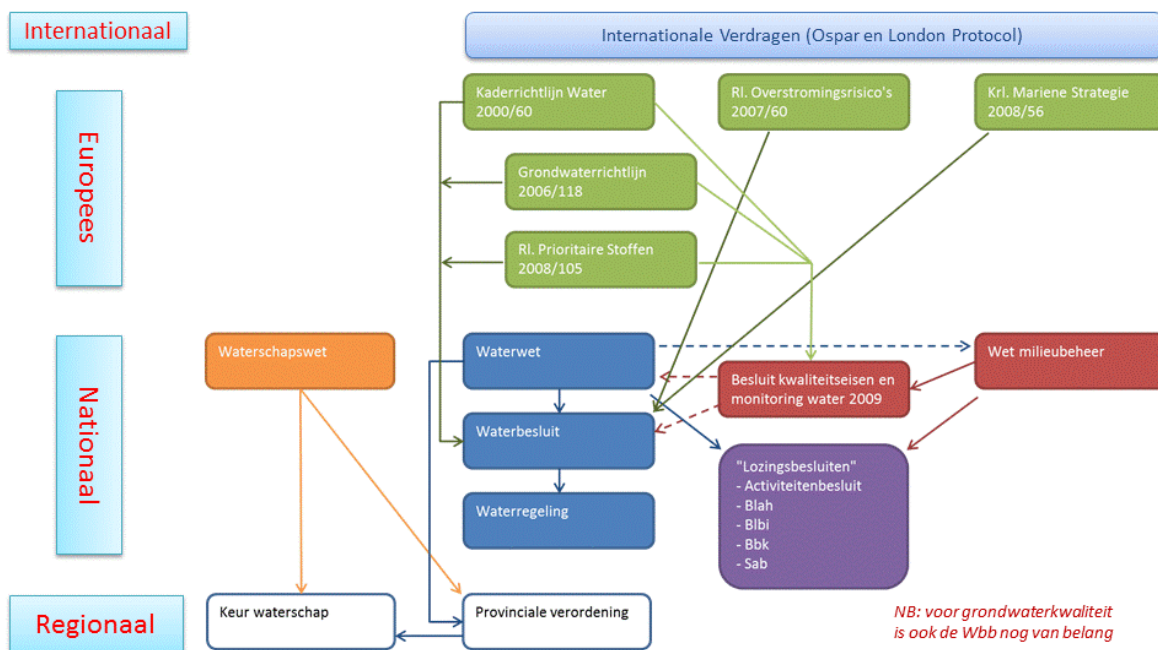 Internationaal
Internationale Verdragen (Ospar en London Protocol)
Europees
Kaderrichtlijn Water
2000/60
Rl. Overstromingsrisico's
2007/60
Krl. Mariene Strategie
2008/56
Grondwaterrichtlijn
2006/118
Rl. Prioritaire Stoffen
2008/105
Nationaal
Waterschapswet
Waterwet
Besluit kwaliteitseisen en
monitoring water 2009
Wet milieubeheer
Waterbesluit
"Lozingsbesluiten"
- Activiteitenbesluit
- Blah
- Blbi
- Bbk
- Sab
Waterregeling
Regionaal
Keur waterschap
Provinciale verordening
NB: voor grondwaterkwaliteit
is ook de Wbb nog van belang